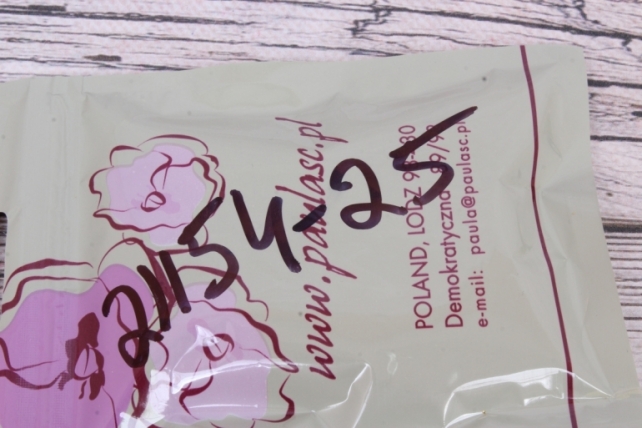 2154-25
www.paulasc.pl
POLAND, LODZ
Demokratyczna
e-mail: paula@paulasc.pl